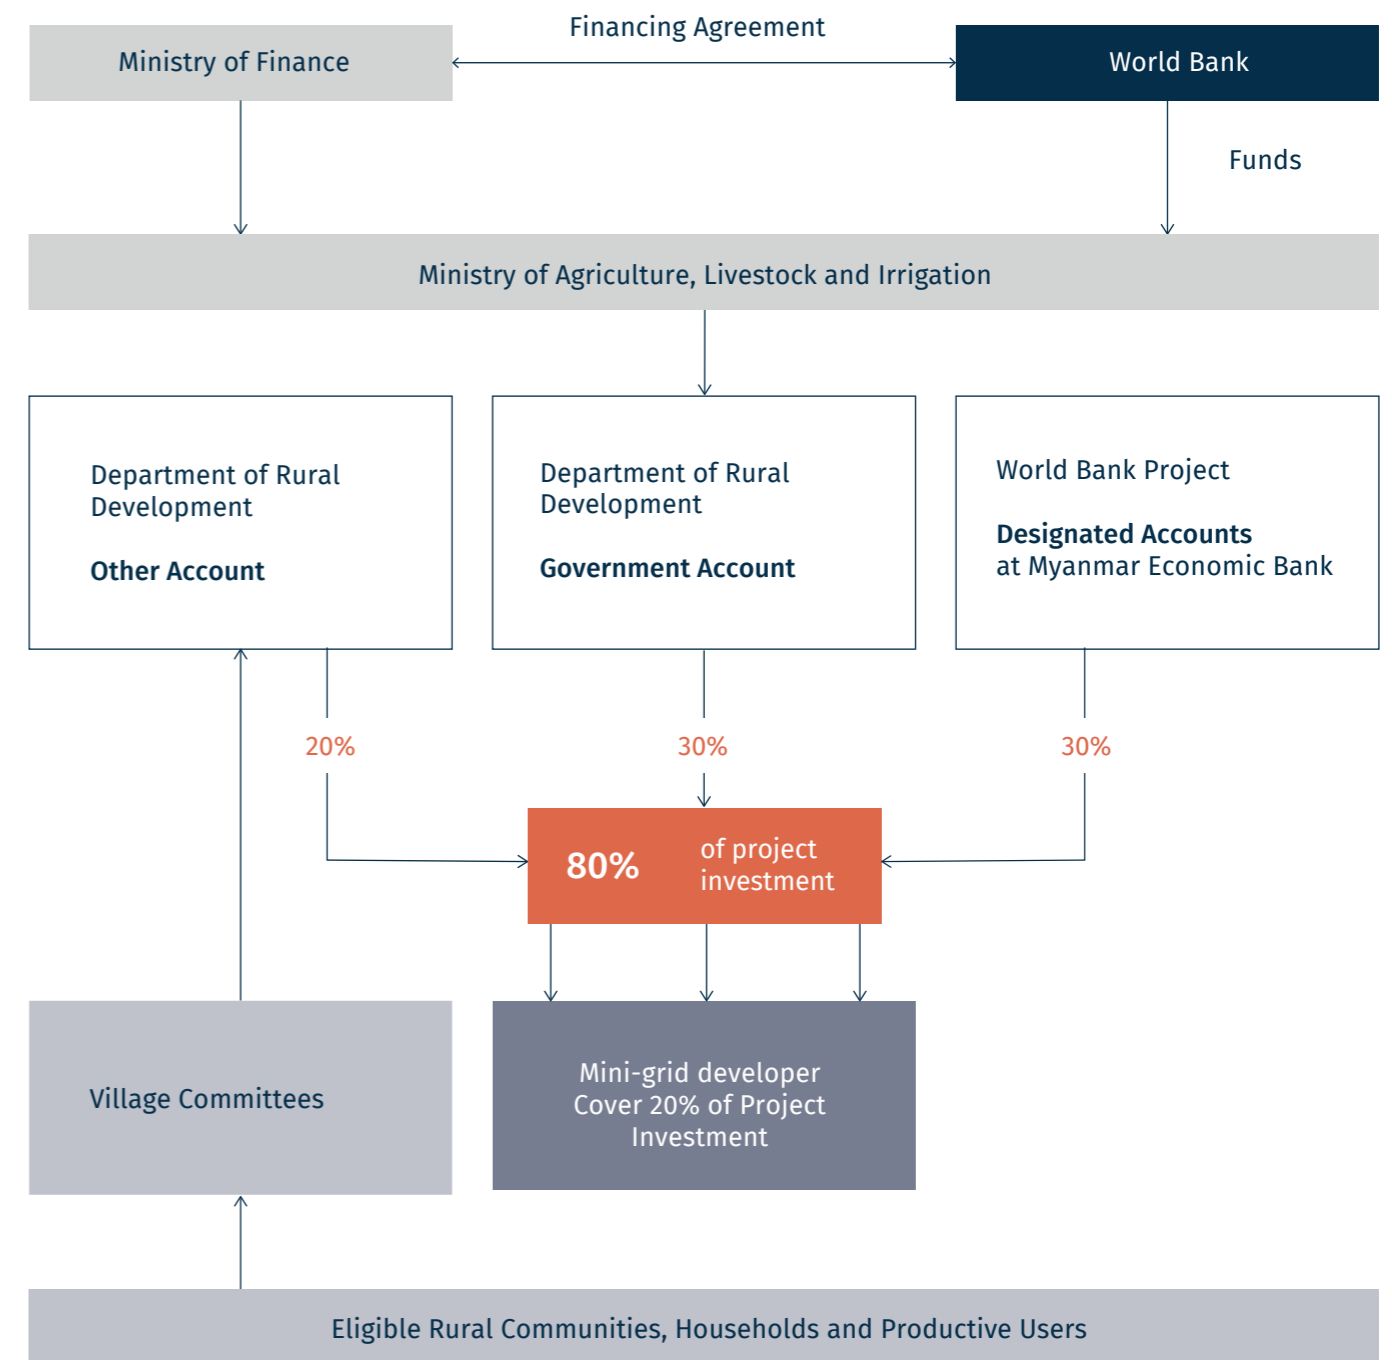 Financing Agreement
Ministry of Finance
World Bank
Funds
Ministry of Agriculture, Livestock and Irrigation
Department of Rural
Development
Other Account
Department of Rural
Development
Government Account
World Bank Project
Designated Accounts
at Myanmar Economic Bank
20%
30%
30%
80%
of project
investment
Village Committees
Mini-grid developer
Cover 20% of Project
Investment
Eligible Rural Communities, Households and Productive Users